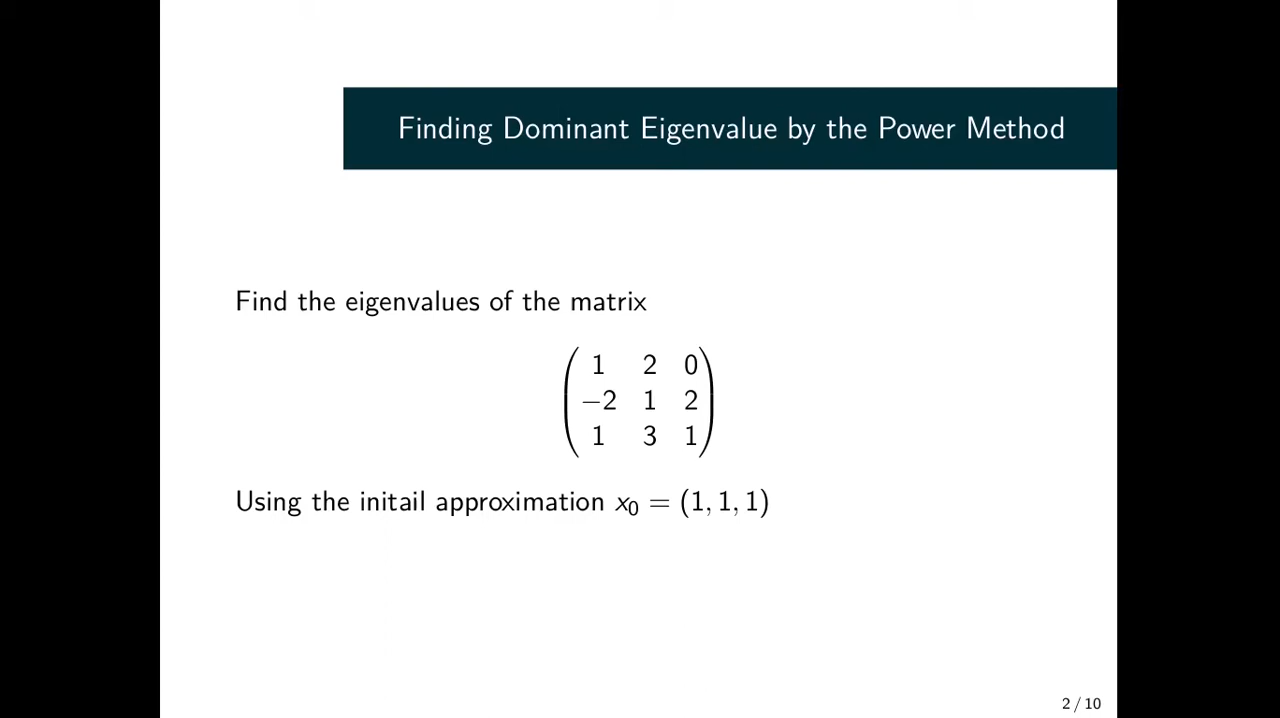 Finding Dominant Eigenvalue by the Power Method
Find the eigenvalues of the matrix
1 2 0
−2 1 2
1 3 1
Using the initail approximation x₀ = (1, 1, 1)
2 / 10